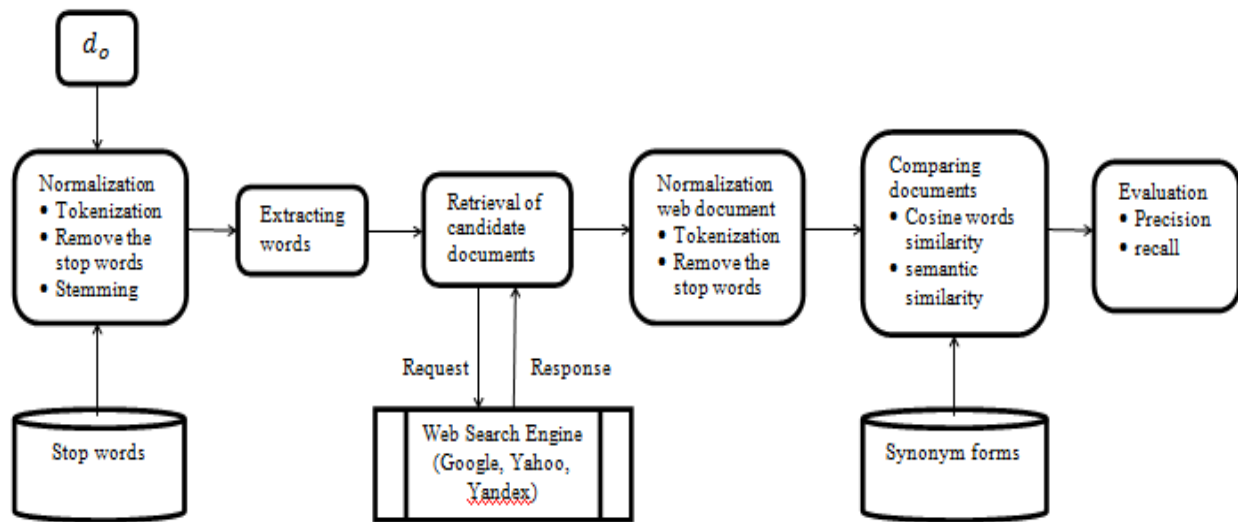 d_o
Normalization
• Tokenization
• Remove the
stop words
• Stemming
Extracting
words
Retrieval of
candidate
documents
Normalization
web document
• Tokenization
• Remove the
stop words
Comparing
documents
• Cosine words
similarity
• semantic
similarity
Evaluation
• Precision
• recall
Request
Response
Stop words
Web Search Engine
(Google, Yahoo,
Yandex)
Synonym forms